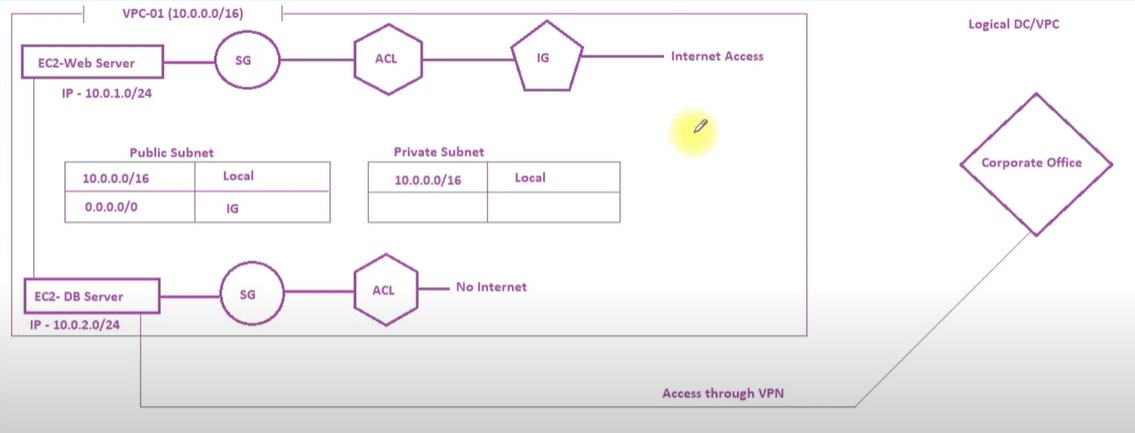 VPC-01 (10.0.0.0/16)
Logical DC/VPC
EC2-Web Server
SG
ACL
IG
Internet Access
IP - 10.0.1.0/24
Public Subnet
10.0.0.0/16 Local
0.0.0.0/0 IG
Private Subnet
10.0.0.0/16 Local
Corporate Office
EC2- DB Server
SG
ACL
No Internet
IP - 10.0.2.0/24
Access through VPN